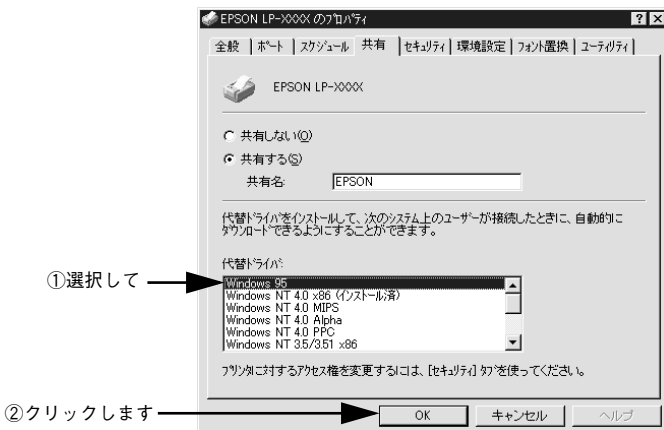 EPSON LP-XXXX のプロパティ
全般 ポート スケジュール 共有 セキュリティ 環境設定 フォント置換 ユーティリティ
EPSON LP-XXXX
共有しない(O)
共有する(S)
共有名: EPSON
代替ドライバをインストールして、次のシステム上のユーザーが接続したときに、自動的に
ダウンロードできるようにすることができます。
代替ドライバ:
①選択して
Windows 95
Windows NT 4.0 x86 (インストール済)
Windows NT 4.0 MIPS
Windows NT 4.0 Alpha
Windows NT 4.0 PPC
Windows NT 3.5/3.51 x86
プリンタに対するアクセス権を変更するには、[セキュリティ] タブを使ってください。
②クリックします
OK キャンセル ヘルプ